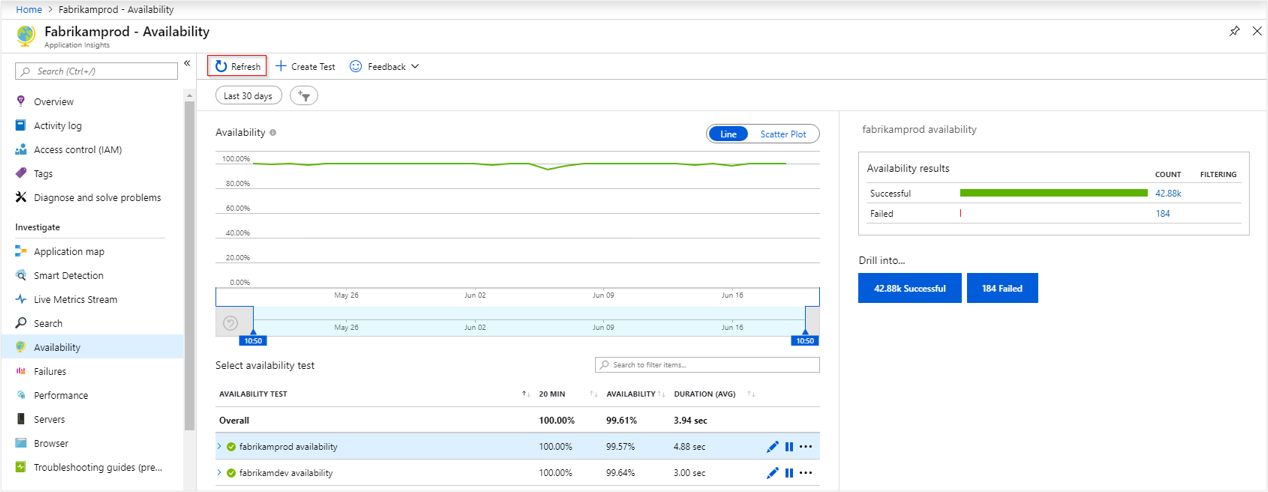 Home > Fabrikamprod - Availability
Fabrikamprod - Availability
Application Insights
Search (Ctrl+/)
«
Overview
Activity log
Access control (IAM)
Tags
Diagnose and solve problems
Investigate
Application map
Smart Detection
Live Metrics Stream
Search
Availability
Failures
Performance
Servers
Browser
Troubleshooting guides (pre...
Refresh
Create Test
Feedback
Last 30 days
Availability
Line Scatter Plot
100.00%
80.00%
60.00%
40.00%
20.00%
0.00%
May 26 Jun 02 Jun 09 Jun 16
May 26 Jun 02 Jun 09 Jun 16
10:50 10:50
Select availability test
Search to filter items...
AVAILABILITY TEST 20 MIN AVAILABILITY DURATION (AVG)
Overall 100.00% 99.61% 3.94 sec
fabrikamprod availability 100.00% 99.57% 4.88 sec
fabrikamdev availability 100.00% 99.64% 3.00 sec
fabrikamprod availability
Availability results COUNT FILTERING
Successful 42.88k
Failed 184
Drill into...
42.88k Successful 184 Failed